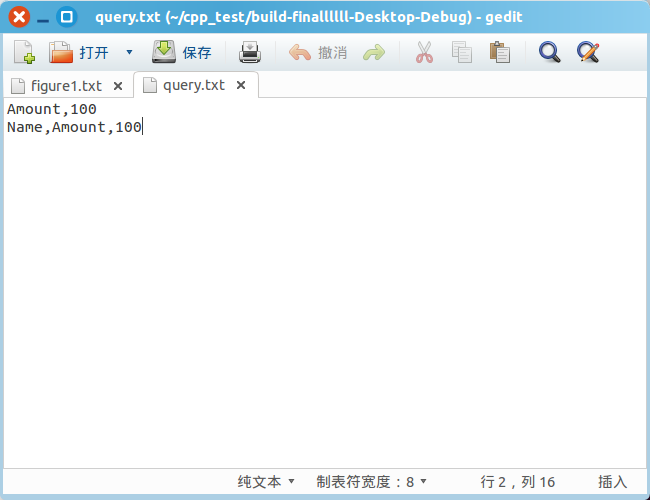 query.txt (~/cpp_test/build-finallllll-Desktop-Debug) - gedit
打开 保存 撤消
figure1.txt query.txt
Amount,100
Name,Amount,100
纯文本 制表符宽度：8 行 2，列 16 插入